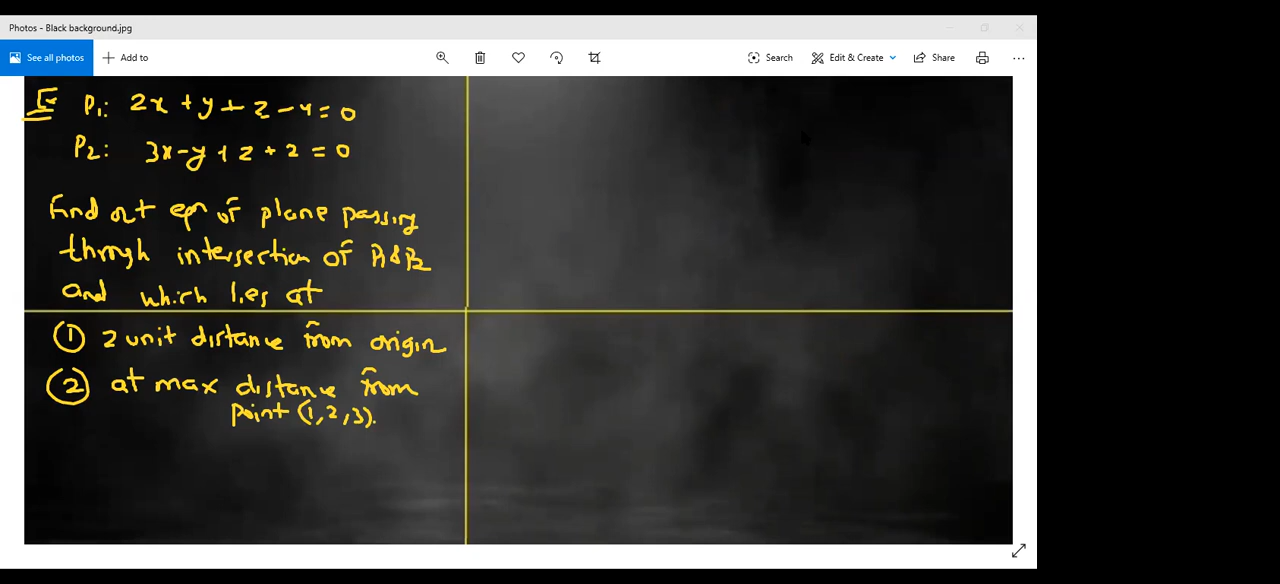 Photos - Black background.jpg
See all photos
Add to
Search
Edit & Create
Share
Ex P1: 2x + y + z - 4 = 0
P2: 3x - y + z + 2 = 0
Find out eqn of plane passing
through intersection of P1 & P2
and which lies at
① 2 unit distance from origin
② at max distance from
point (1, 2, 3).